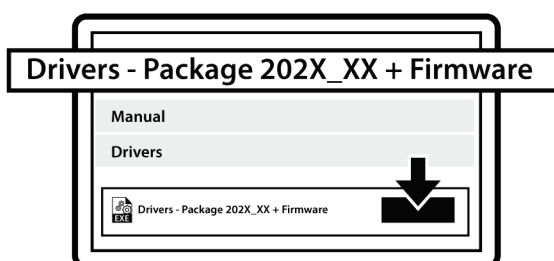 Drivers - Package 202X_XX + Firmware
Manual
Drivers
EXE Drivers - Package 202X_XX + Firmware